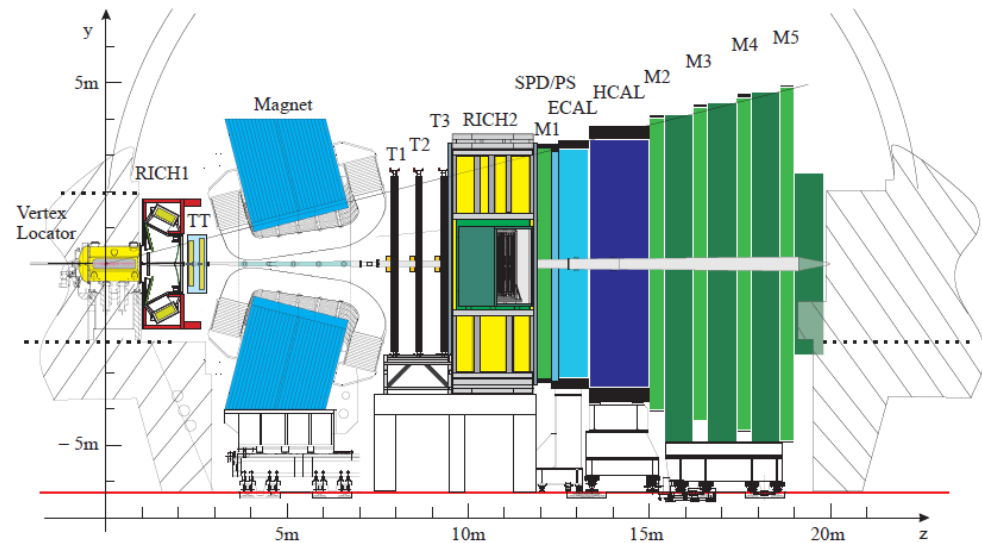 y
5m
Magnet
RICH1
Vertex
Locator
TT
T1
T2
T3
RICH2
M1
SPD/PS
ECAL
HCAL
M2
M3
M4
M5
− 5m
5m
10m
15m
20m
z